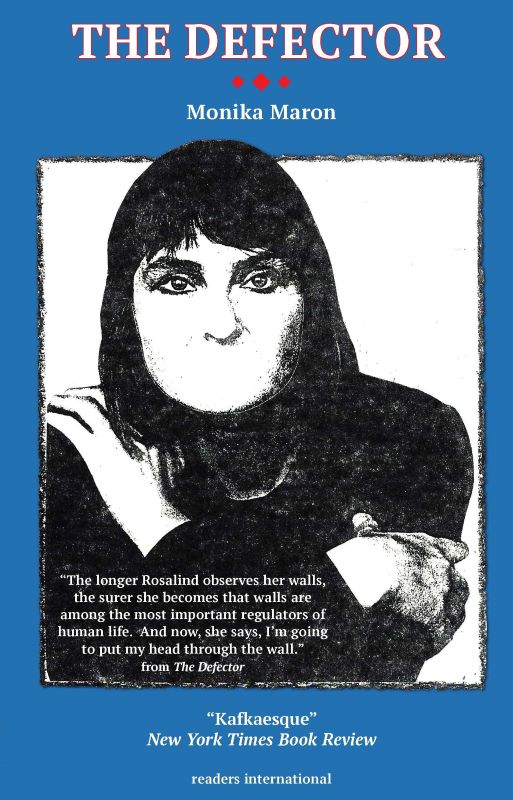 THE DEFECTOR
Monika Maron
“The longer Rosalind observes her walls,
the surer she becomes that walls are
among the most important regulators of
human life.  And now, she says, I’m going
to put my head through the wall.”
from The Defector
“Kafkaesque”
New York Times Book Review
readers international